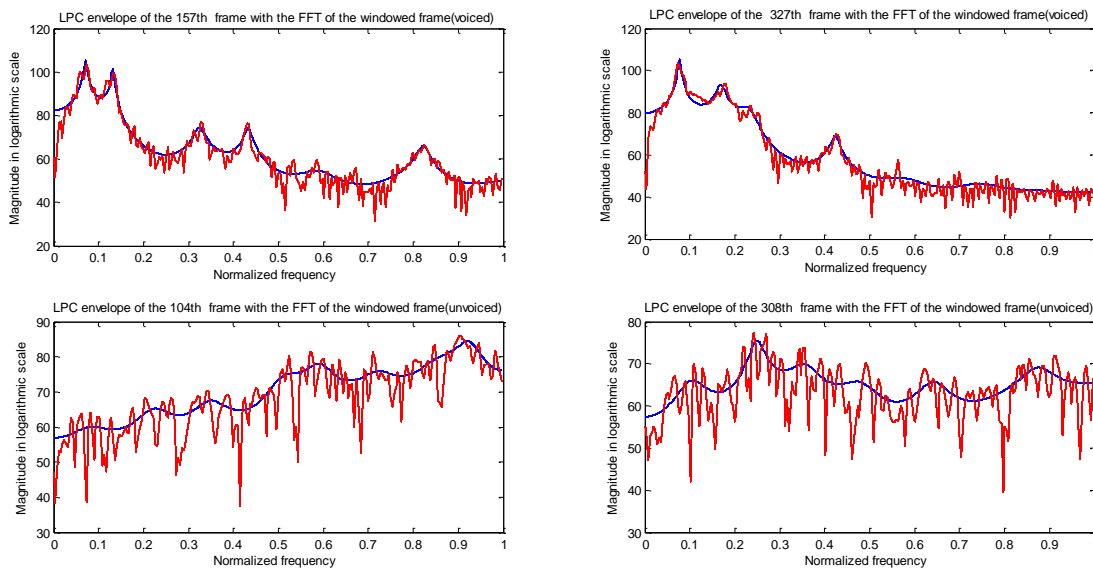 LPC envelope of the 157th frame with the FFT of the windowed frame(voiced)
120
100
80
60
40
20
Magnitude in logarithmic scale
0 0.1 0.2 0.3 0.4 0.5 0.6 0.7 0.8 0.9 1
Normalized frequency
LPC envelope of the 327th frame with the FFT of the windowed frame(voiced)
120
100
80
60
40
20
Magnitude in logarithmic scale
0 0.1 0.2 0.3 0.4 0.5 0.6 0.7 0.8 0.9
Normalized frequency
LPC envelope of the 104th frame with the FFT of the windowed frame(unvoiced)
90
80
70
60
50
40
30
Magnitude in logarithmic scale
0 0.1 0.2 0.3 0.4 0.5 0.6 0.7 0.8 0.9 1
Normalized frequency
LPC envelope of the 308th frame with the FFT of the windowed frame(unvoiced)
80
70
60
50
40
30
Magnitude in logarithmic scale
0 0.1 0.2 0.3 0.4 0.5 0.6 0.7 0.8 0.9
Normalized frequency